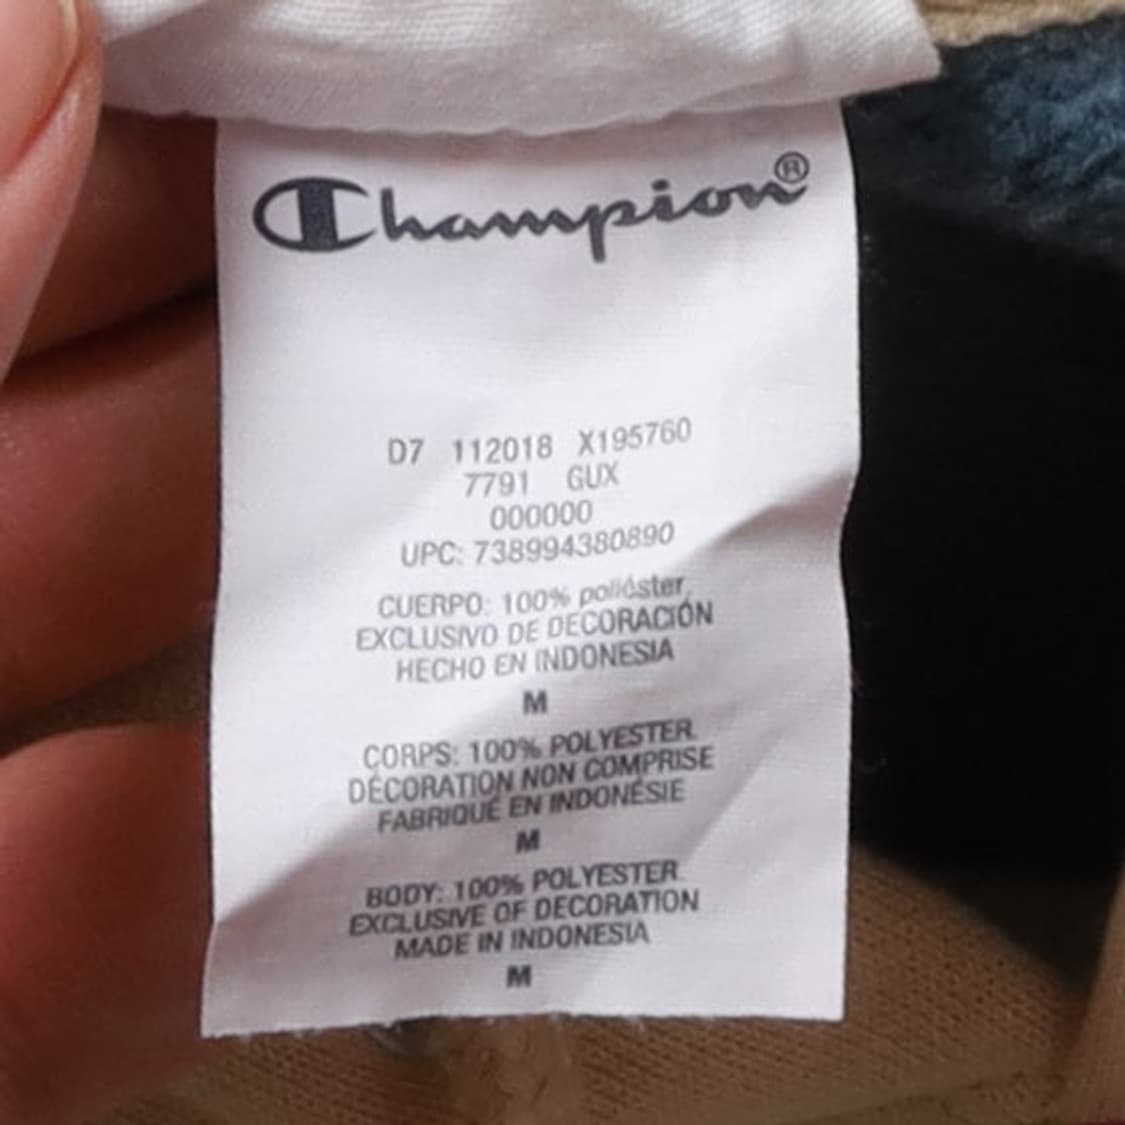 Champion®
D7 112018 X195760
7791 GUX
000000
UPC: 738994380890
CUERPO: 100% poliéster,
EXCLUSIVO DE DECORACIÓN
HECHO EN INDONESIA
M
CORPS: 100% POLYESTER
DÉCORATION NON COMPRISE
FABRIQUÉ EN INDONÉSIE
M
BODY: 100% POLYESTER
EXCLUSIVE OF DECORATION
MADE IN INDONESIA
M